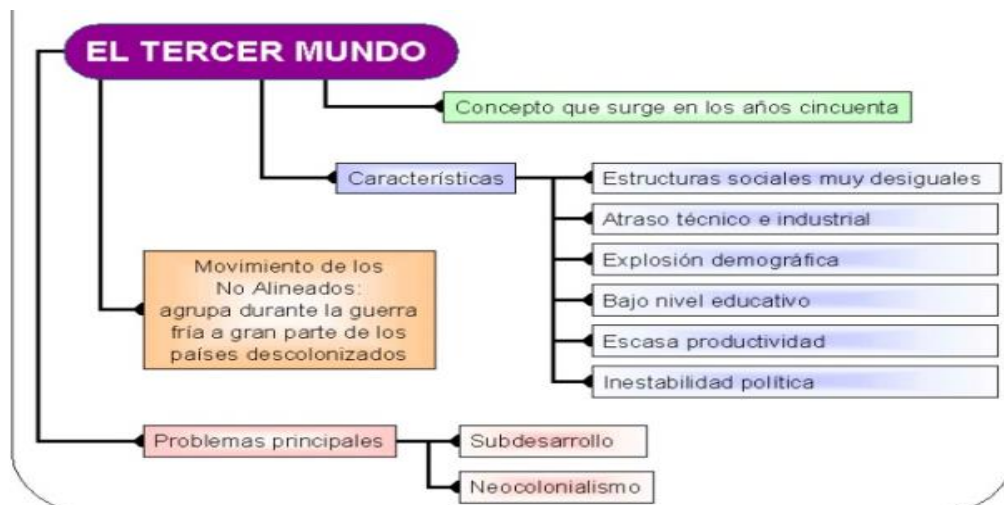 EL TERCER MUNDO
Concepto que surge en los años cincuenta
Características
Estructuras sociales muy desiguales
Atraso técnico e industrial
Explosión demográfica
Bajo nivel educativo
Escasa productividad
Inestabilidad política
Movimiento de los
No Alineados:
agrupa durante la guerra
fría a gran parte de los
países descolonizados
Problemas principales
Subdesarrollo
Neocolonialismo